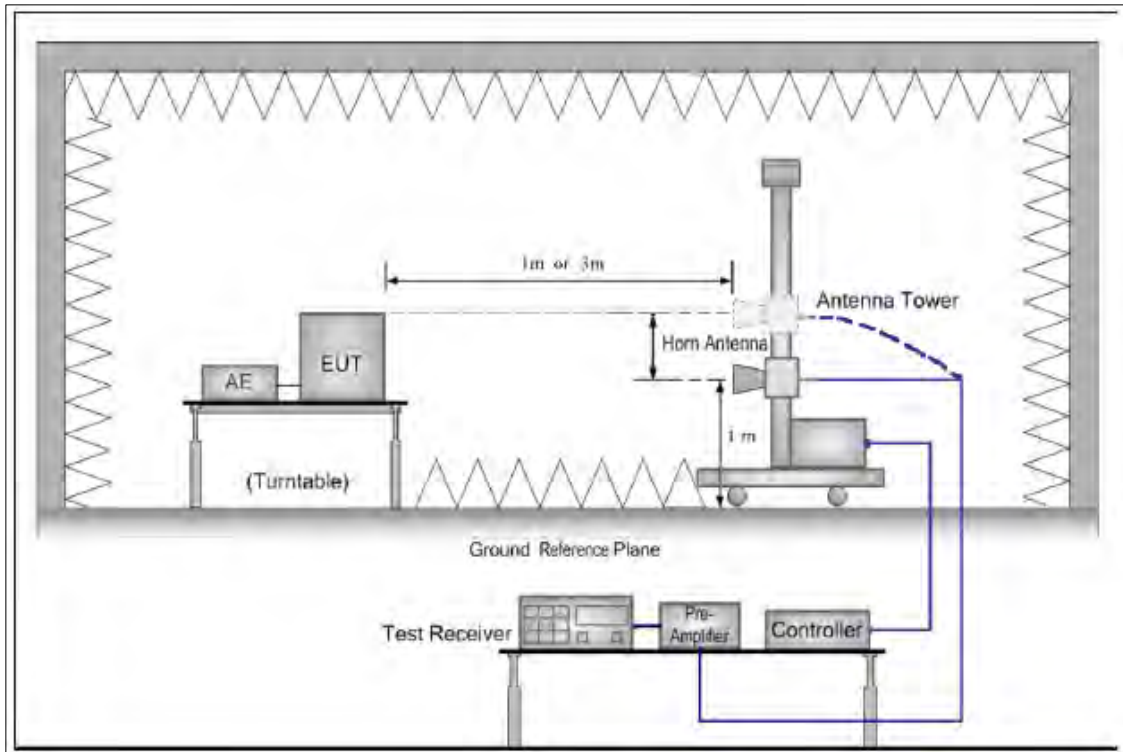 1m or 3m
Antenna Tower
Horn Antenna
EUT
AE
1 m
(Turntable)
Ground Reference Plane
Test Receiver
Pre-
Amplifier
Controller